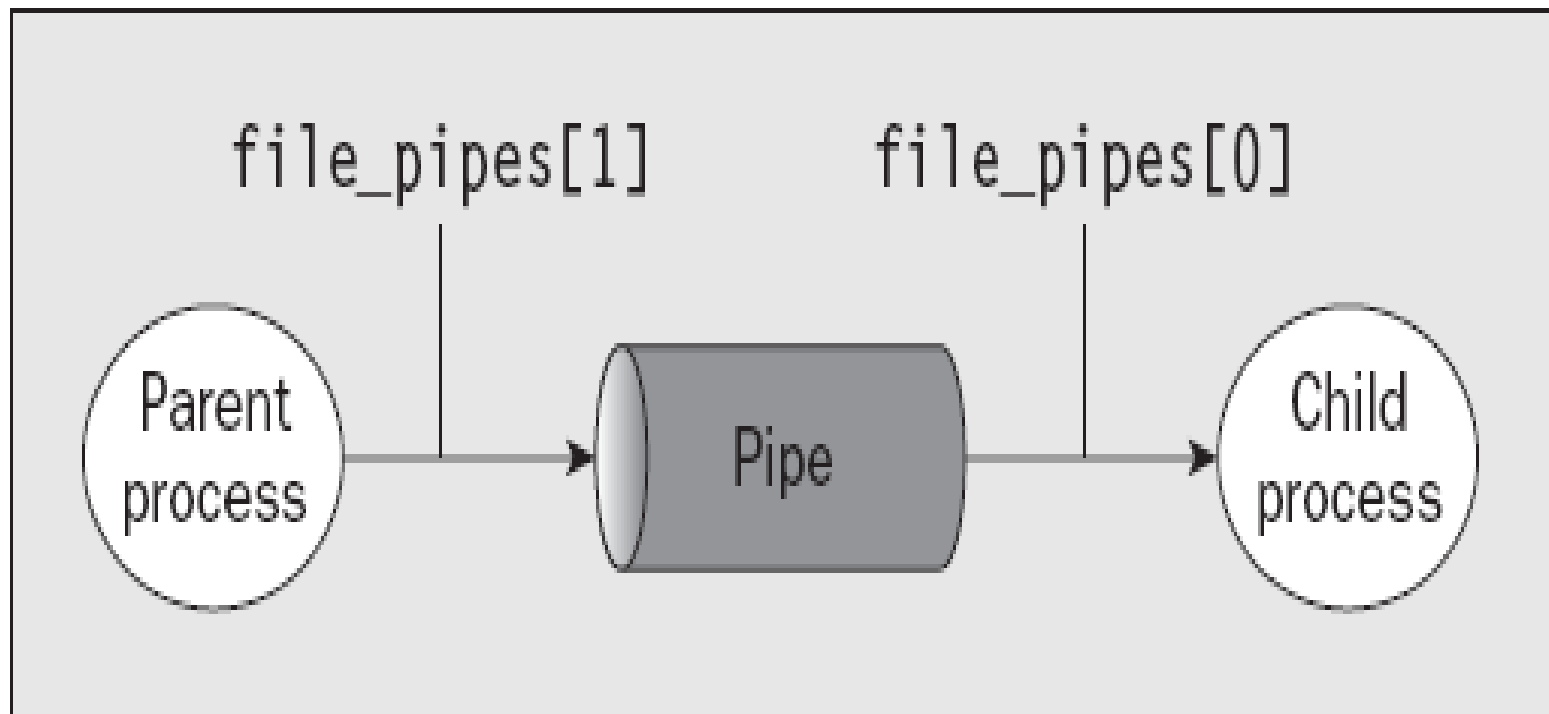 file_pipes[1]
file_pipes[0]
Parent
process
Pipe
Child
process